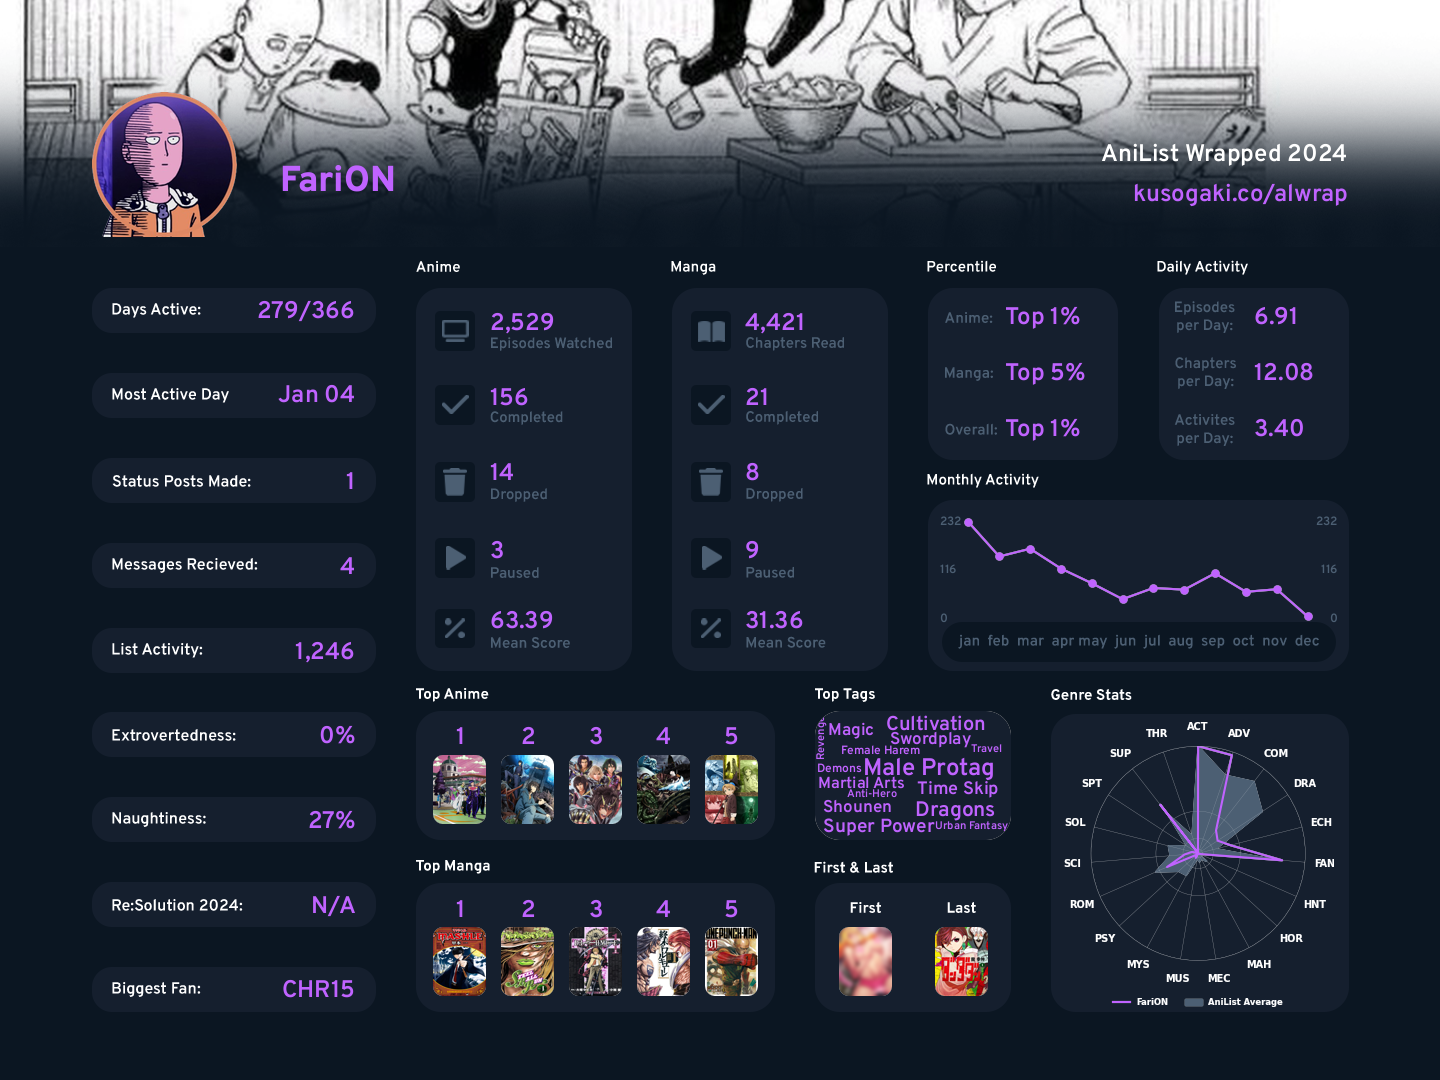 FariON
AniList Wrapped 2024
kusogaki.co/alwrap
Days Active: 279/366
Most Active Day Jan 04
Status Posts Made: 1
Messages Recieved: 4
List Activity: 1,246
Extrovertedness: 0%
Naughtiness: 27%
Re:Solution 2024: N/A
Biggest Fan: CHR15
Anime
2,529
Episodes Watched
156
Completed
14
Dropped
3
Paused
63.39
Mean Score
Manga
4,421
Chapters Read
21
Completed
8
Dropped
9
Paused
31.36
Mean Score
Percentile
Anime: Top 1%
Manga: Top 5%
Overall: Top 1%
Daily Activity
Episodes
per Day: 6.91
Chapters
per Day: 12.08
Activites
per Day: 3.40
Monthly Activity
232 232
116 116
0 0
jan feb mar apr may jun jul aug sep oct nov dec
Top Anime
1 2 3 4 5
Top Manga
1 2 3 4 5
MASHLE
ONE PUNCH-MAN
01
Top Tags
Revenge
Magic
Cultivation
Swordplay
Female Harem
Travel
Demons
Male Protag
Martial Arts
Time Skip
Anti-Hero
Shounen
Dragons
Super Power
Urban Fantasy
First & Last
First Last
Genre Stats
ACT
ADV
COM
DRA
ECH
FAN
HNT
HOR
MAH
MEC
MUS
MYS
PSY
ROM
SCI
SOL
SPT
SUP
THR
FariON AniList Average